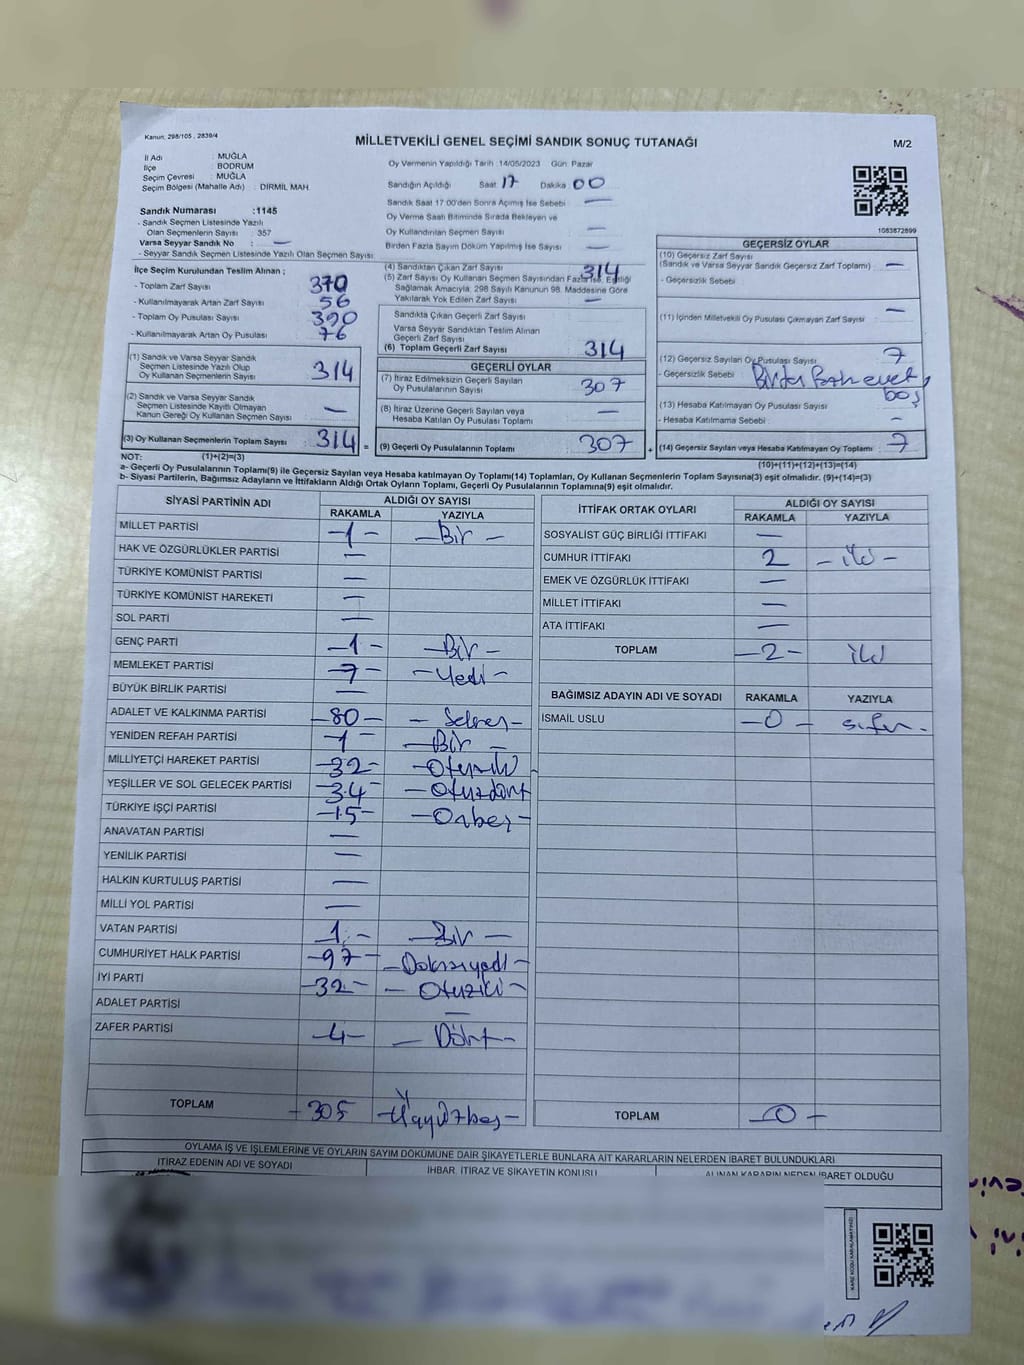 Kanun: 298/105 , 2839/4
MİLLETVEKİLİ GENEL SEÇİMİ SANDIK SONUÇ TUTANAĞI
M/2
İl Adı : MUĞLA
İlçe : BODRUM
Seçim Çevresi : MUĞLA
Seçim Bölgesi (Mahalle Adı) : DİRMİL MAH.
Oy Vermenin Yapıldığı Tarih :14/05/2023 Gün: Pazar
Sandığın Açıldığı Saat 17 Dakika 00
Sandık Saat 17:00'den Sonra Açılmış İse Sebebi : —
Oy Verme Saati Bitiminde Sırada Bekleyen ve
Oy Kullandırılan Seçmen Sayısı : —
Birden Fazla Sayım Döküm Yapılmış İse Sayısı : —
1083872899
Sandık Numarası :1145
- Sandık Seçmen Listesinde Yazılı
Olan Seçmenlerin Sayısı : 357
Varsa Seyyar Sandık No : —
- Seyyar Sandık Seçmen Listesinde Yazılı Olan Seçmen Sayısı:
İlçe Seçim Kurulundan Teslim Alınan ;
- Toplam Zarf Sayısı : 370
- Kullanılmayarak Artan Zarf Sayısı : 56
- Toplam Oy Pusulası Sayısı : 390
- Kullanılmayarak Artan Oy Pusulası : 76
(1) Sandık ve Varsa Seyyar Sandık
Seçmen Listesinde Yazılı Olup
Oy Kullanan Seçmenlerin Sayısı : 314
(2) Sandık ve Varsa Seyyar Sandık
Seçmen Listesinde Kayıtlı Olmayan
Kanun Gereği Oy Kullanan Seçmen Sayısı : —
(3) Oy Kullanan Seçmenlerin Toplam Sayısı : 314 =
(4) Sandıktan Çıkan Zarf Sayısı : 314
(5) Zarf Sayısı Oy Kullanan Seçmen Sayısından Fazla ise, Eşitliği
Sağlamak Amacıyla; 298 Sayılı Kanunun 98. Maddesine Göre
Yakılarak Yok Edilen Zarf Sayısı : —
Sandıkta Çıkan Geçerli Zarf Sayısı :
Varsa Seyyar Sandıktan Teslim Alınan
Geçerli Zarf Sayısı :
(6) Toplam Geçerli Zarf Sayısı : 314
GEÇERLİ OYLAR
(7) İtiraz Edilmeksizin Geçerli Sayılan
Oy Pusulalarının Sayısı : 307
(8) İtiraz Üzerine Geçerli Sayılan veya
Hesaba Katılan Oy Pusulası Toplamı : —
(9) Geçerli Oy Pusulalarının Toplamı : 307 +
GEÇERSİZ OYLAR
(10) Geçersiz Zarf Sayısı
(Sandık ve Varsa Seyyar Sandık Geçersiz Zarf Toplamı) : —
- Geçersizlik Sebebi :
(11) İçinden Milletvekili Oy Pusulası Çıkmayan Zarf Sayısı : —
(12) Geçersiz Sayılan Oy Pusulası Sayısı : 7
- Geçersizlik Sebebi : boş
(13) Hesaba Katılmayan Oy Pusulası Sayısı : —
- Hesaba Katılmama Sebebi : —
(14) Geçersiz Sayılan veya Hesaba Katılmayan Oy Toplamı : 7
(10)+(11)+(12)+(13)=(14)
NOT: (1)+(2)=(3)
a- Geçerli Oy Pusulalarının Toplamı(9) ile Geçersiz Sayılan veya Hesaba katılmayan Oy Toplamı(14) Toplamları, Oy Kullanan Seçmenlerin Toplam Sayısına(3) eşit olmalıdır. (9)+(14)=(3)
b- Siyasi Partilerin, Bağımsız Adayların ve İttifakların Aldığı Ortak Oyların Toplamı, Geçerli Oy Pusulalarının Toplamına(9) eşit olmalıdır.
SİYASİ PARTİNİN ADI ALDIĞI OY SAYISI
RAKAMLA YAZIYLA
MİLLET PARTİSİ -1- -Bir-
HAK VE ÖZGÜRLÜKLER PARTİSİ —
TÜRKİYE KOMÜNİST PARTİSİ —
TÜRKİYE KOMÜNİST HAREKETİ —
SOL PARTİ —
GENÇ PARTİ -1- -Bir-
MEMLEKET PARTİSİ -7- -Yedi-
BÜYÜK BİRLİK PARTİSİ —
ADALET VE KALKINMA PARTİSİ -80- -Seksen-
YENİDEN REFAH PARTİSİ -1- -Bir-
MİLLİYETÇİ HAREKET PARTİSİ -32- -Otuziki-
YEŞİLLER VE SOL GELECEK PARTİSİ -34- -Otuzdört
TÜRKİYE İŞÇİ PARTİSİ -15- -Onbeş-
ANAVATAN PARTİSİ —
YENİLİK PARTİSİ —
HALKIN KURTULUŞ PARTİSİ —
MİLLİ YOL PARTİSİ —
VATAN PARTİSİ 1- -Bir-
CUMHURİYET HALK PARTİSİ -97- -Doksanyedi-
İYİ PARTİ -32- -Otuziki-
ADALET PARTİSİ —
ZAFER PARTİSİ -4- -Dört-
TOPLAM -305 -Üçyüzbeş-
İTTİFAK ORTAK OYLARI ALDIĞI OY SAYISI
RAKAMLA YAZIYLA
SOSYALİST GÜÇ BİRLİĞİ İTTİFAKI —
CUMHUR İTTİFAKI 2 -iki-
EMEK VE ÖZGÜRLÜK İTTİFAKI —
MİLLET İTTİFAKI —
ATA İTTİFAKI —
TOPLAM -2- iki
BAĞIMSIZ ADAYIN ADI VE SOYADI RAKAMLA YAZIYLA
İSMAİL USLU -0- sıfır-
TOPLAM -0-
OYLAMA İŞ VE İŞLEMLERİNE VE OYLARIN SAYIM DÖKÜMÜNE DAİR ŞİKAYETLERLE BUNLARA AİT KARARLARIN NELERDEN İBARET BULUNDUKLARI
İTİRAZ EDENİN ADI VE SOYADI İHBAR, İTİRAZ VE ŞİKAYETİN KONUSU ALINAN KARARIN NEDEN İBARET OLDUĞU